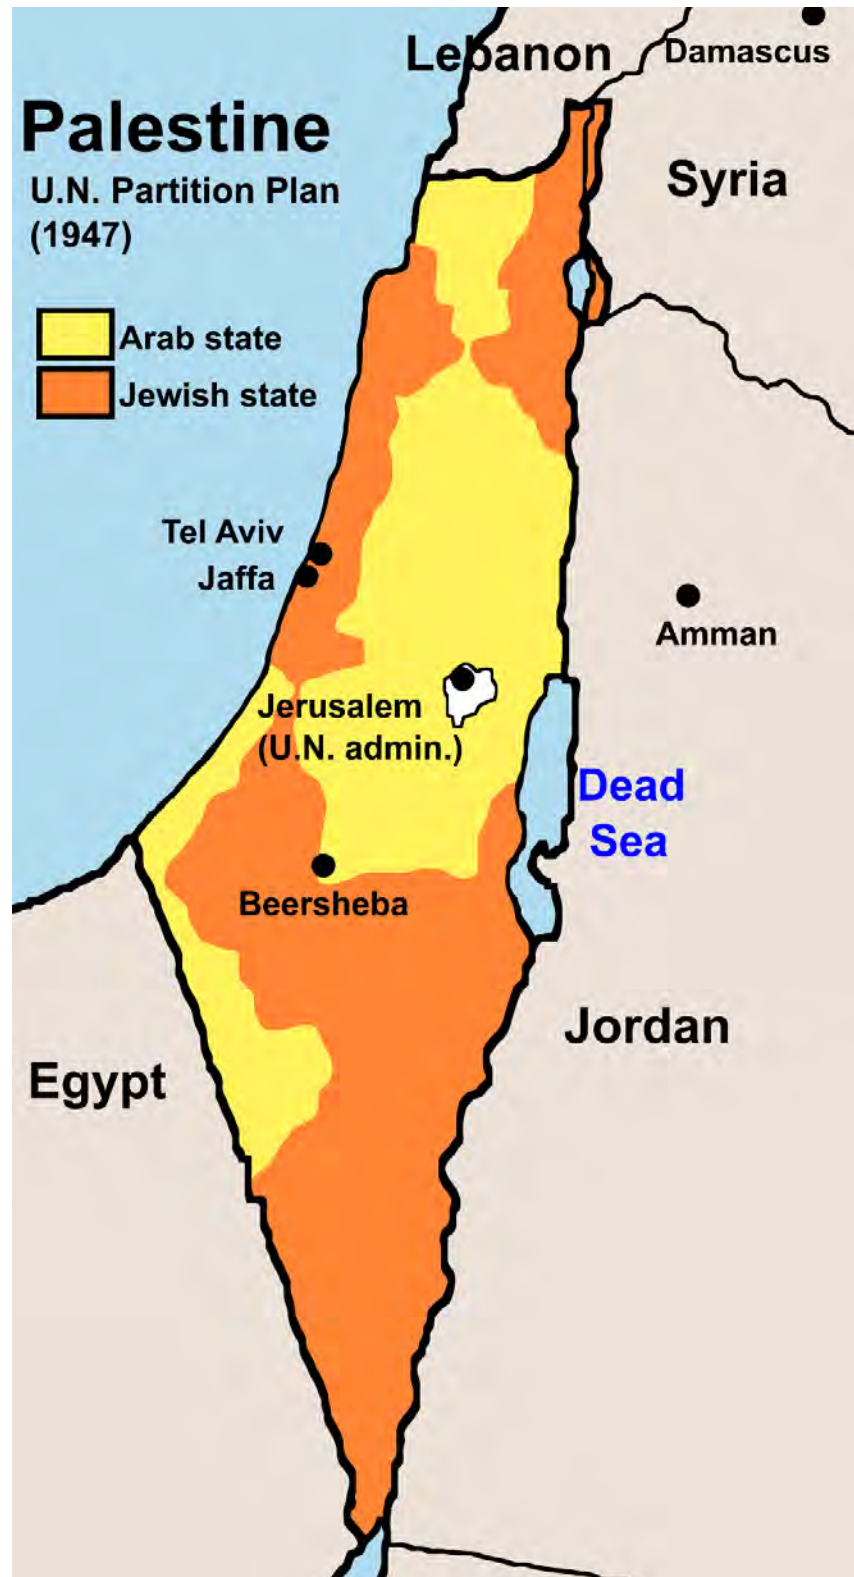 Lebanon
Damascus
Palestine
U.N. Partition Plan
(1947)
Syria
Arab state
Jewish state
Tel Aviv
Jaffa
Amman
Jerusalem
(U.N. admin.)
Dead
Sea
Beersheba
Jordan
Egypt